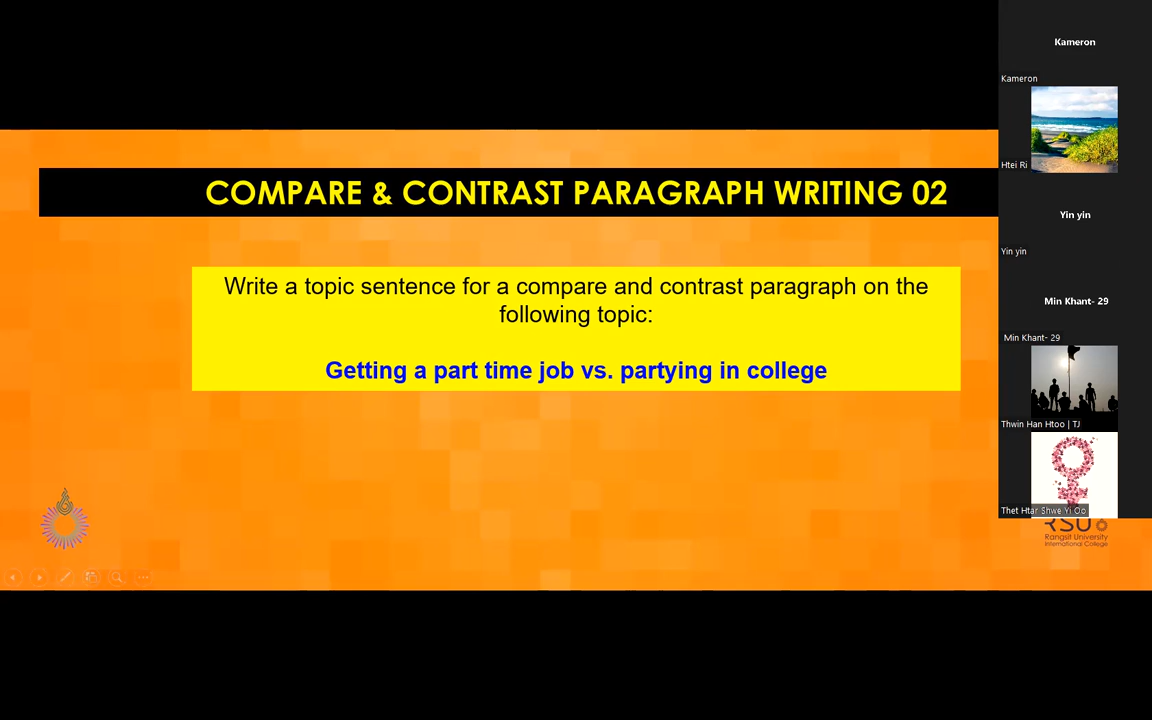 COMPARE & CONTRAST PARAGRAPH WRITING 02
Write a topic sentence for a compare and contrast paragraph on the
following topic:
Getting a part time job vs. partying in college
Kameron
Kameron
Htei Ri
Yin yin
Yin yin
Min Khant- 29
Min Khant- 29
Thwin Han Htoo | TJ
Thet Htar Shwe Yi Oo
RSU
Rangsit University
International College